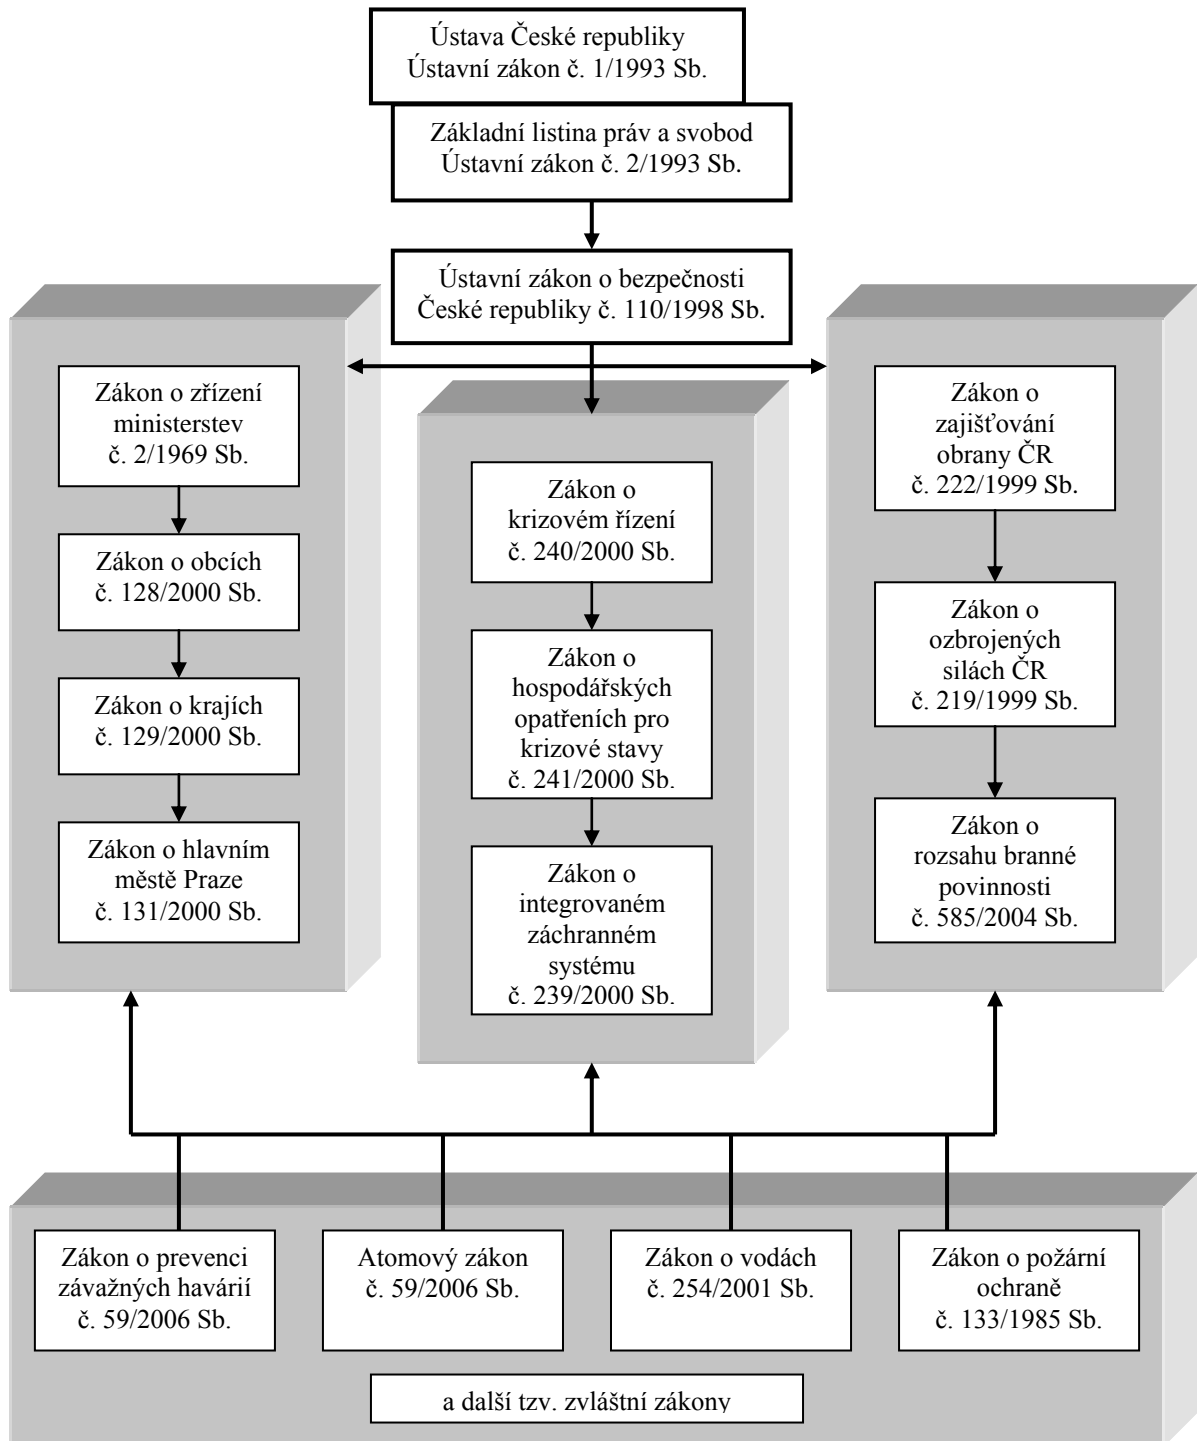 Ústava České republiky
Ústavní zákon č. 1/1993 Sb.
Základní listina práv a svobod
Ústavní zákon č. 2/1993 Sb.
Ústavní zákon o bezpečnosti
České republiky č. 110/1998 Sb.
Zákon o zřízení
ministerstev
č. 2/1969 Sb.
Zákon o obcích
č. 128/2000 Sb.
Zákon o krajích
č. 129/2000 Sb.
Zákon o hlavním
městě Praze
č. 131/2000 Sb.
Zákon o
krizovém řízení
č. 240/2000 Sb.
Zákon o
hospodářských
opatřeních pro
krizové stavy
č. 241/2000 Sb.
Zákon o
integrovaném
záchranném
systému
č. 239/2000 Sb.
Zákon o
zajišťování
obrany ČR
č. 222/1999 Sb.
Zákon o
ozbrojených
silách ČR
č. 219/1999 Sb.
Zákon o
rozsahu branné
povinnosti
č. 585/2004 Sb.
Zákon o prevenci
závažných havárií
č. 59/2006 Sb.
Atomový zákon
č. 59/2006 Sb.
Zákon o vodách
č. 254/2001 Sb.
Zákon o požární
ochraně
č. 133/1985 Sb.
a další tzv. zvláštní zákony